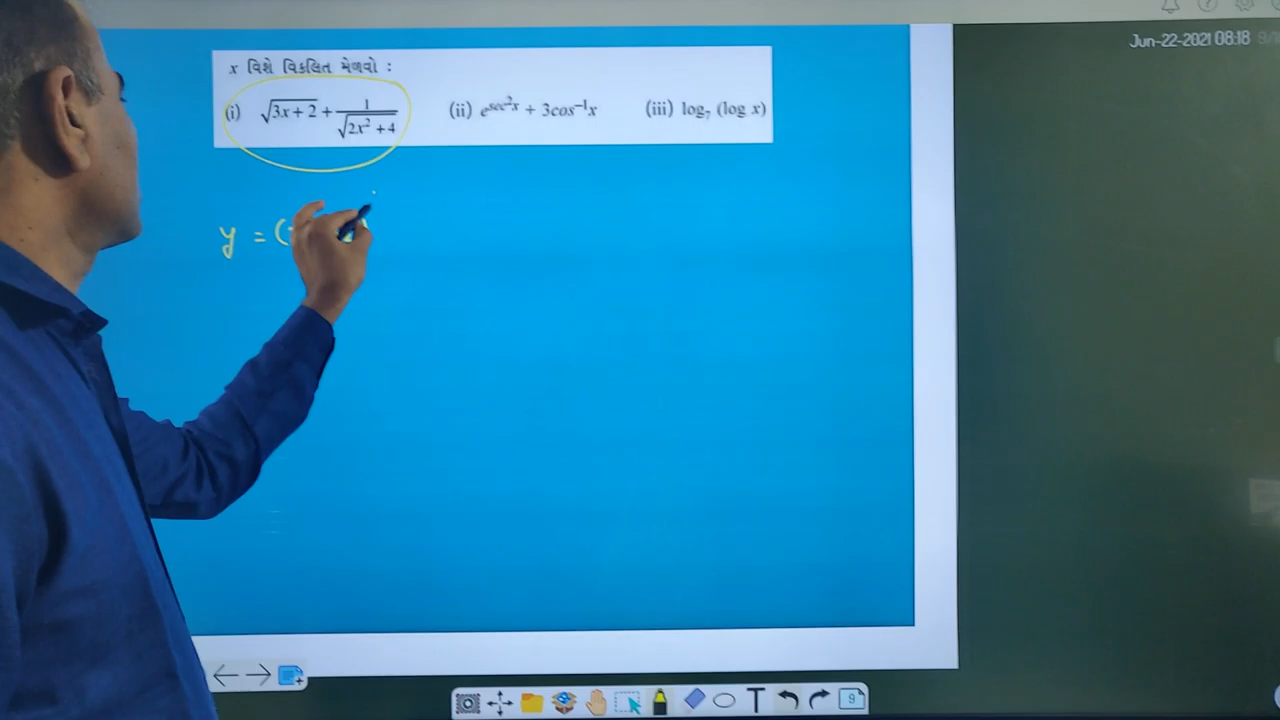 Jun-22-2021 08:18
x વિશે વિકલિત મેળવો :
(i) √(3x + 2) + 1/√(2x² + 4) (ii) e^(sec²x) + 3cos⁻¹x (iii) log₇ (log x)
y = (
T
9